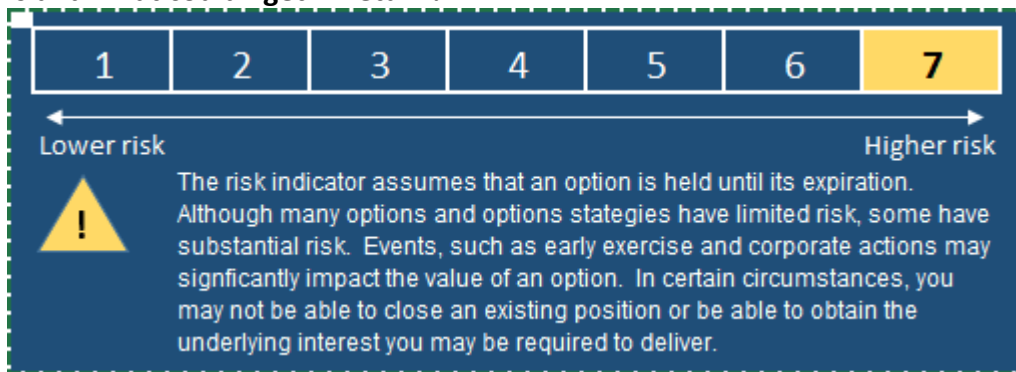 1 2 3 4 5 6 7
Lower risk Higher risk
!
The risk indicator assumes that an option is held until its expiration.
Although many options and options stategies have limited risk, some have
substantial risk.  Events, such as early exercise and corporate actions may
signficantly impact the value of an option.  In certain circumstances, you
may not be able to close an existing position or be able to obtain the
underlying interest you may be required to deliver.